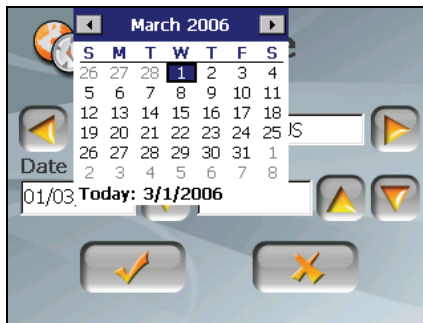 March 2006
S M T W T F S
26 27 28 1 2 3 4
5 6 7 8 9 10 11
12 13 14 15 16 17 18
19 20 21 22 23 24 25
26 27 28 29 30 31 1
2 3 4 5 6 7 8
Today: 3/1/2006
Date
01/03